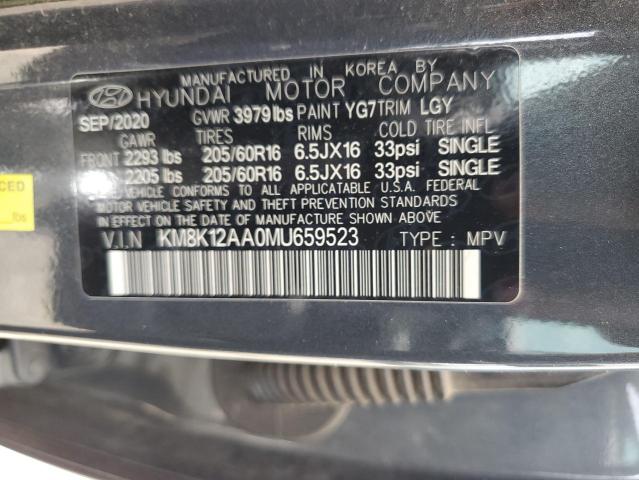 MANUFACTURED IN KOREA BY
HYUNDAI MOTOR COMPANY
SEP/2020 GVWR 3979lbs PAINT YG7 TRIM LGY
GAWR TIRES RIMS COLD TIRE INFL
FRONT 2293 lbs 205/60R16 6.5JX16 33psi SINGLE
2205 lbs 205/60R16 6.5JX16 33psi SINGLE
VEHICLE CONFORMS TO ALL APPLICABLE U.S.A. FEDERAL
MOTOR VEHICLE SAFETY AND THEFT PREVENTION STANDARDS
IN EFFECT ON THE DATE OF MANUFACTURE SHOWN ABOVE.
V.I.N KM8K12AA0MU659523 TYPE : MPV
lbs